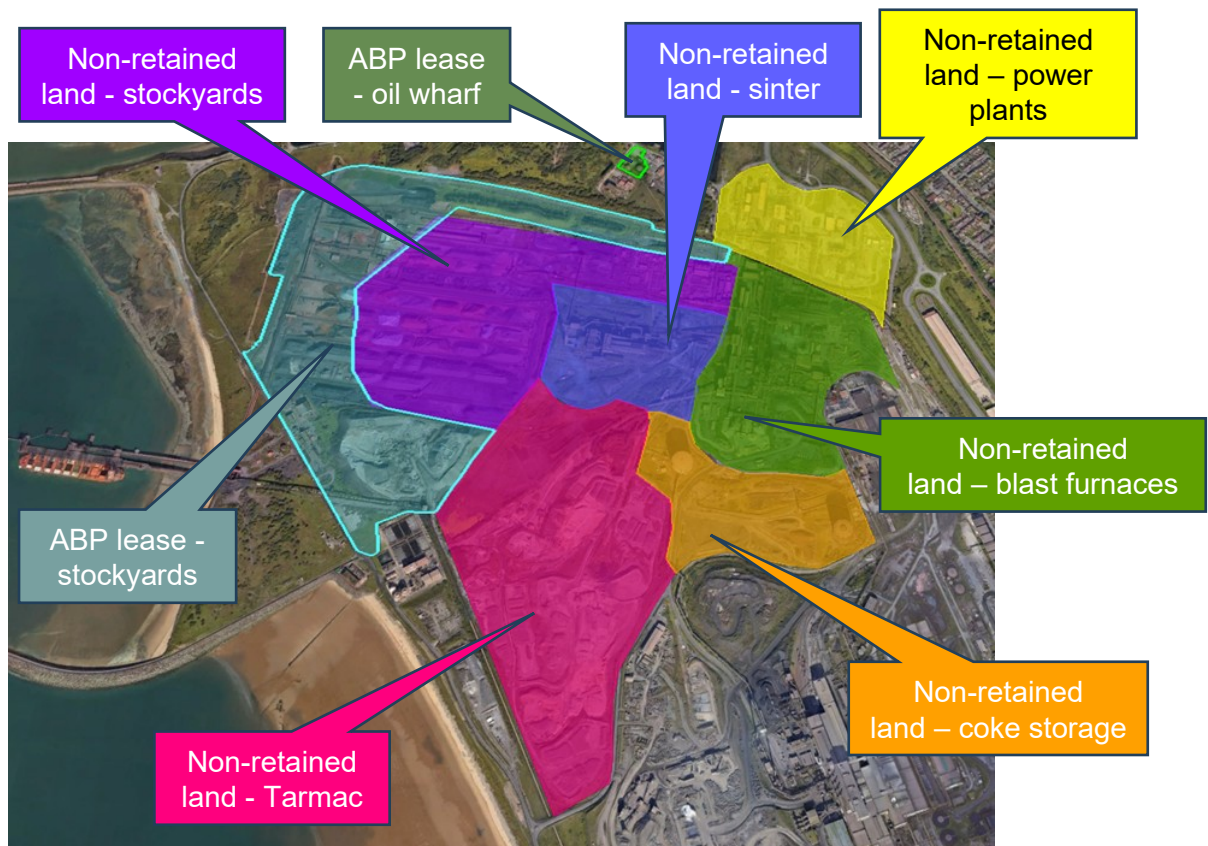 Non-retained
land - stockyards
ABP lease
- oil wharf
Non-retained
land - sinter
Non-retained
land – power
plants
Non-retained
land – blast furnaces
ABP lease -
stockyards
Non-retained
land – coke storage
Non-retained
land - Tarmac